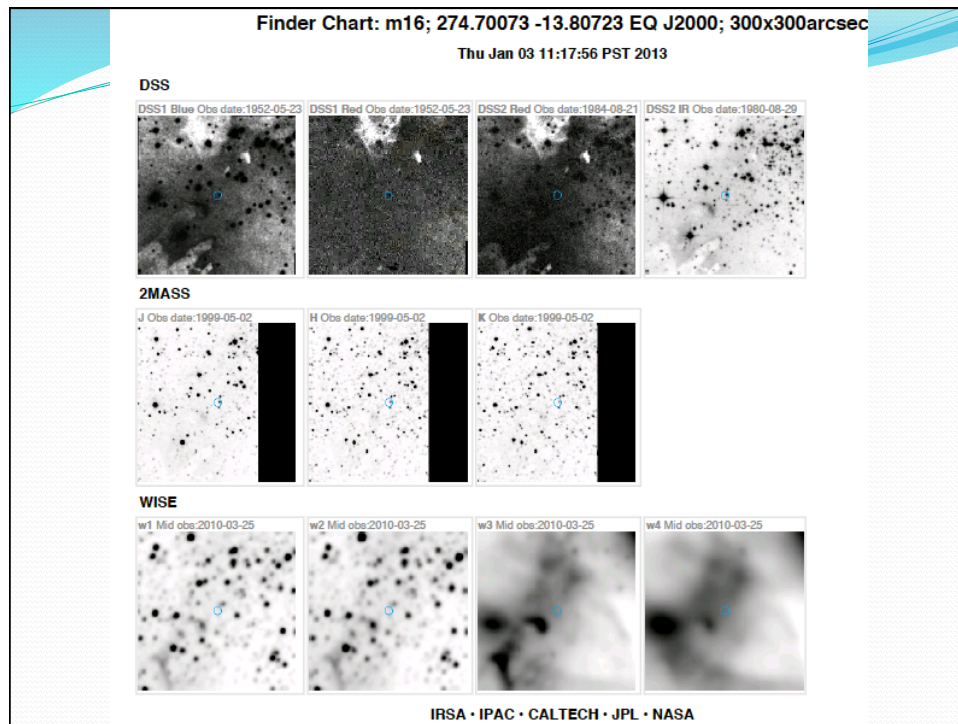 Finder Chart: m16; 274.70073 -13.80723 EQ J2000; 300x300arcsec
Thu Jan 03 11:17:56 PST 2013
DSS
DSS1 Blue Obs date:1952-05-23 DSS1 Red Obs date:1952-05-23 DSS2 Red Obs date:1984-08-21 DSS2 IR Obs date:1980-08-29
2MASS
J Obs date:1999-05-02 H Obs date:1999-05-02 K Obs date:1999-05-02
WISE
w1 Mid obs:2010-03-25 w2 Mid obs:2010-03-25 w3 Mid obs:2010-03-25 w4 Mid obs:2010-03-25
IRSA • IPAC • CALTECH • JPL • NASA